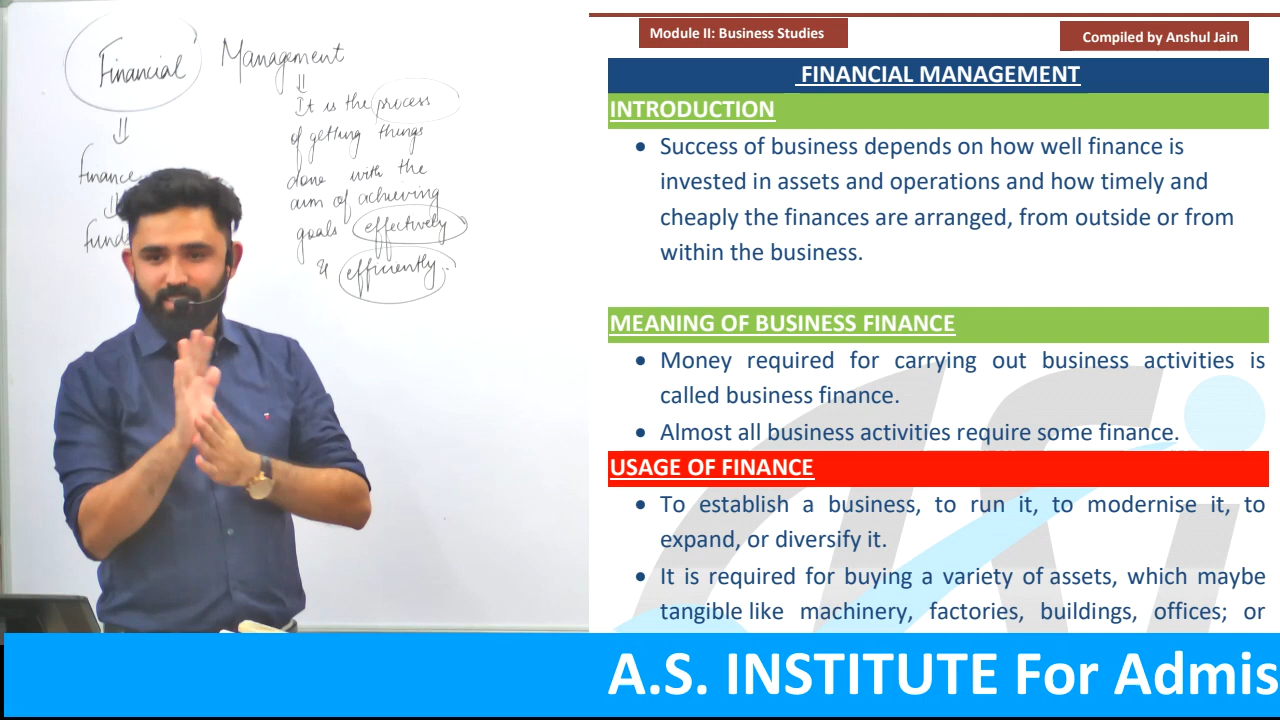 Financial Management
It is the process
of getting things
done with the
aim of achieving
goals effectively
& efficiently.
Finance
funds
Module II: Business Studies
Compiled by Anshul Jain
FINANCIAL MANAGEMENT
INTRODUCTION
• Success of business depends on how well finance is
invested in assets and operations and how timely and
cheaply the finances are arranged, from outside or from
within the business.
MEANING OF BUSINESS FINANCE
• Money required for carrying out business activities is
called business finance.
• Almost all business activities require some finance.
USAGE OF FINANCE
• To establish a business, to run it, to modernise it, to
expand, or diversify it.
• It is required for buying a variety of assets, which maybe
tangible like machinery, factories, buildings, offices; or
A.S. INSTITUTE For Admis